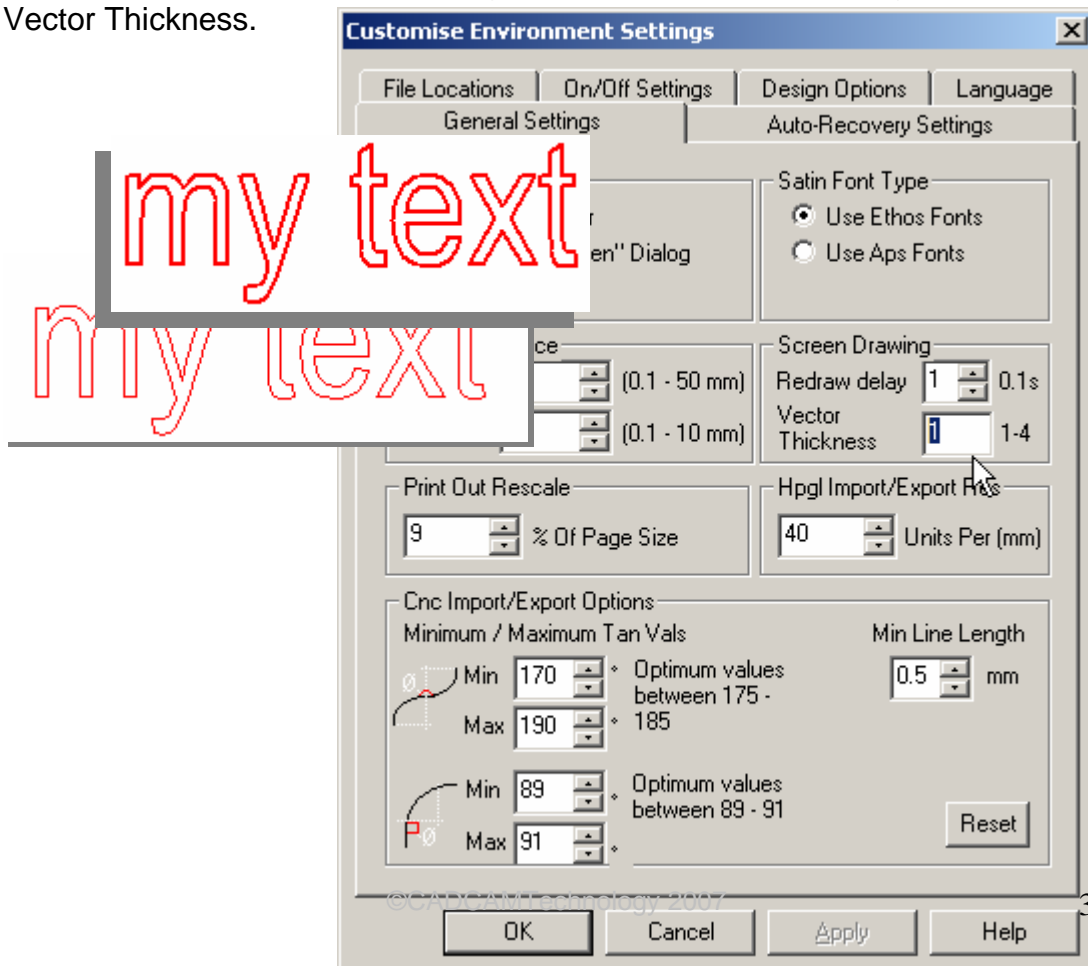 Vector Thickness.
Customise Environment Settings
File Locations
On/Off Settings
Design Options
Language
General Settings
Auto-Recovery Settings
my text
my text
en" Dialog
Satin Font Type
Use Ethos Fonts
Use Aps Fonts
ce
(0.1 - 50 mm)
(0.1 - 10 mm)
Screen Drawing
Redraw delay 1 0.1s
Vector
Thickness 1 1-4
Print Out Rescale
9 % Of Page Size
Hpgl Import/Export Res
40 Units Per (mm)
Cnc Import/Export Options
Minimum / Maximum Tan Vals
Min Line Length
Min 170 ° Optimum values
between 175 -
185
Max 190 °
0.5 mm
Min 89 ° Optimum values
between 89 - 91
Max 91 °
Reset
©CADCAMTechnology 2007
3
OK
Cancel
Apply
Help